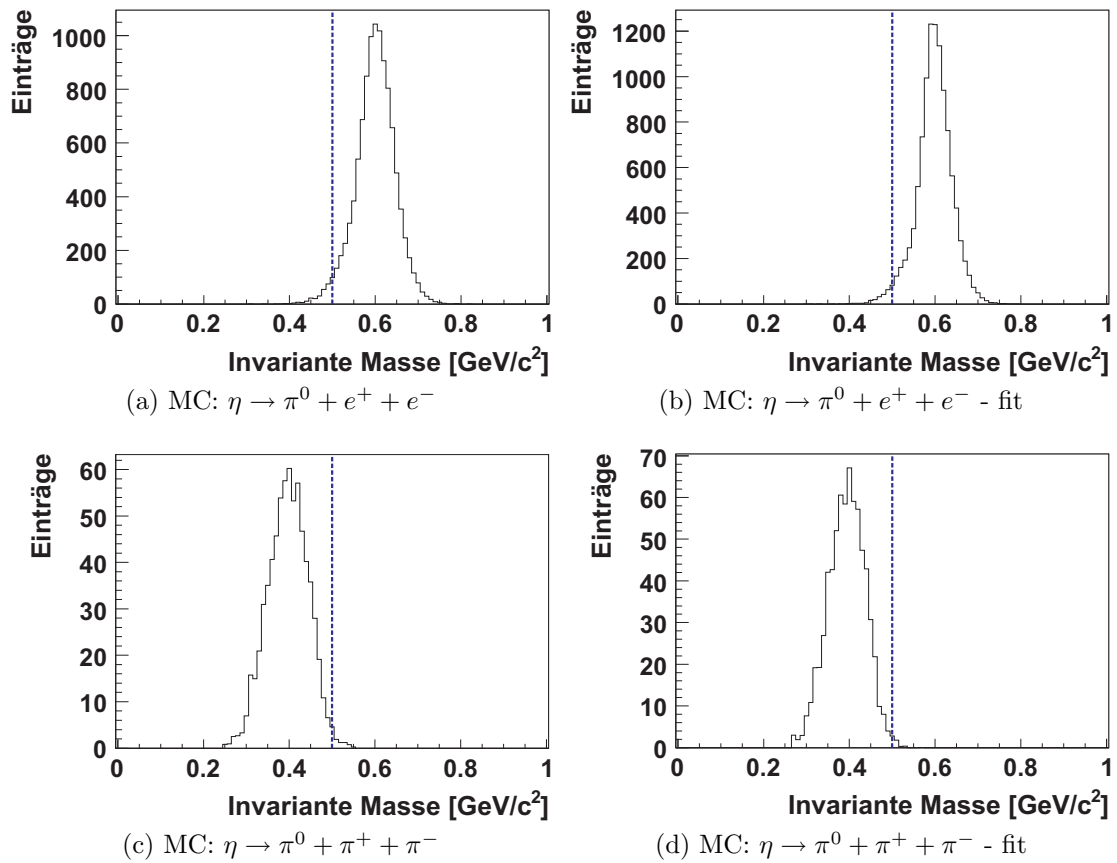 Einträge
1000
800
600
400
200
0
0 0.2 0.4 0.6 0.8 1
Invariante Masse [GeV/c²]
(a) MC: η → π⁰ + e⁺ + e⁻
Einträge
1200
1000
800
600
400
200
0
0 0.2 0.4 0.6 0.8 1
Invariante Masse [GeV/c²]
(b) MC: η → π⁰ + e⁺ + e⁻ - fit
Einträge
60
50
40
30
20
10
0
0 0.2 0.4 0.6 0.8 1
Invariante Masse [GeV/c²]
(c) MC: η → π⁰ + π⁺ + π⁻
Einträge
70
60
50
40
30
20
10
0
0 0.2 0.4 0.6 0.8 1
Invariante Masse [GeV/c²]
(d) MC: η → π⁰ + π⁺ + π⁻ - fit